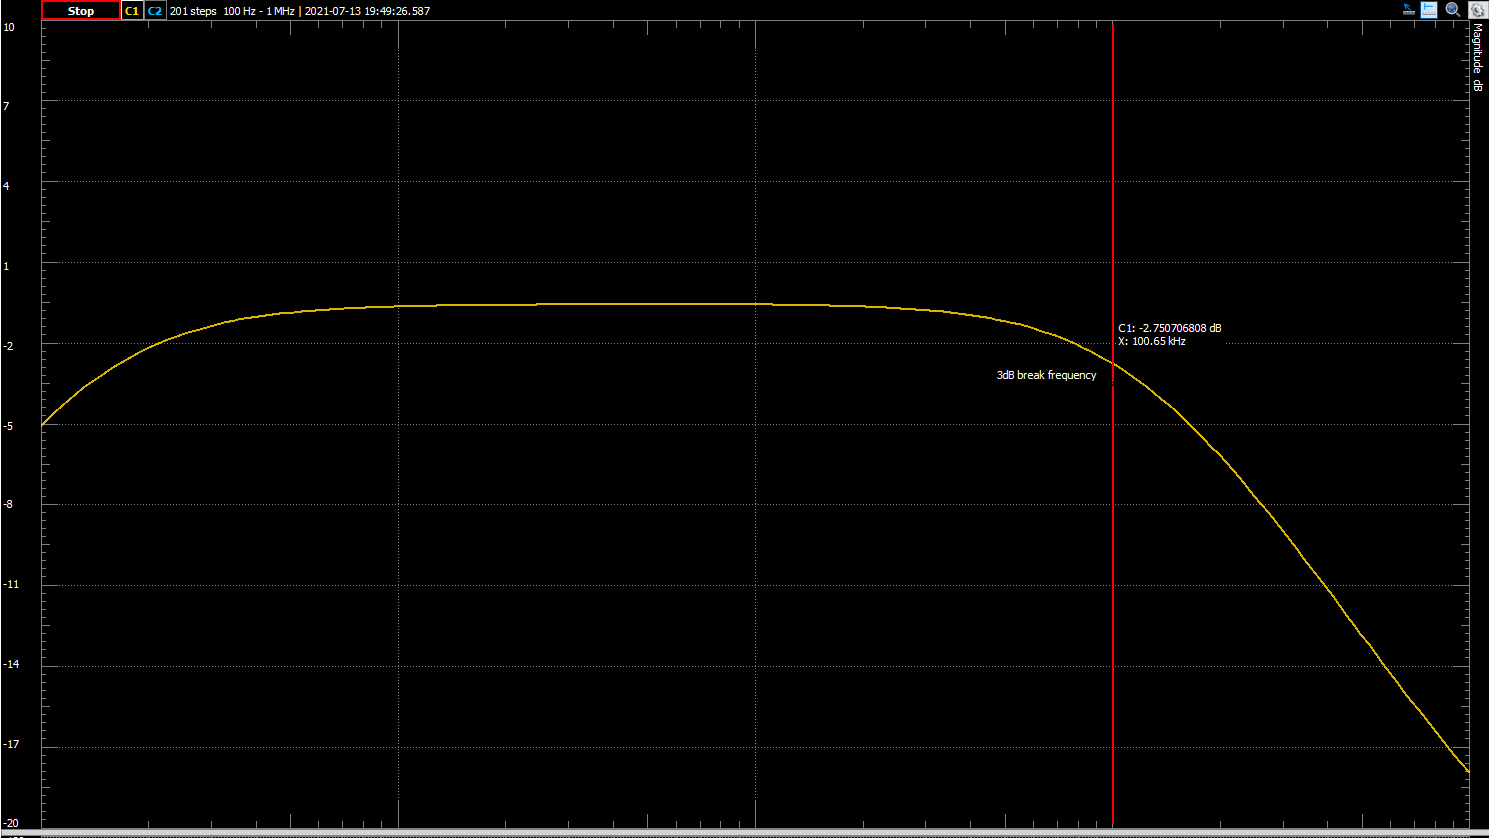 Stop C1 C2 201 steps 100 Hz - 1 MHz | 2021-07-13 19:49:26.587
Magnitude dB
10
7
4
1
-2
-5
-8
-11
-14
-17
-20
C1: -2.750706808 dB
X: 100.65 kHz
3dB break frequency